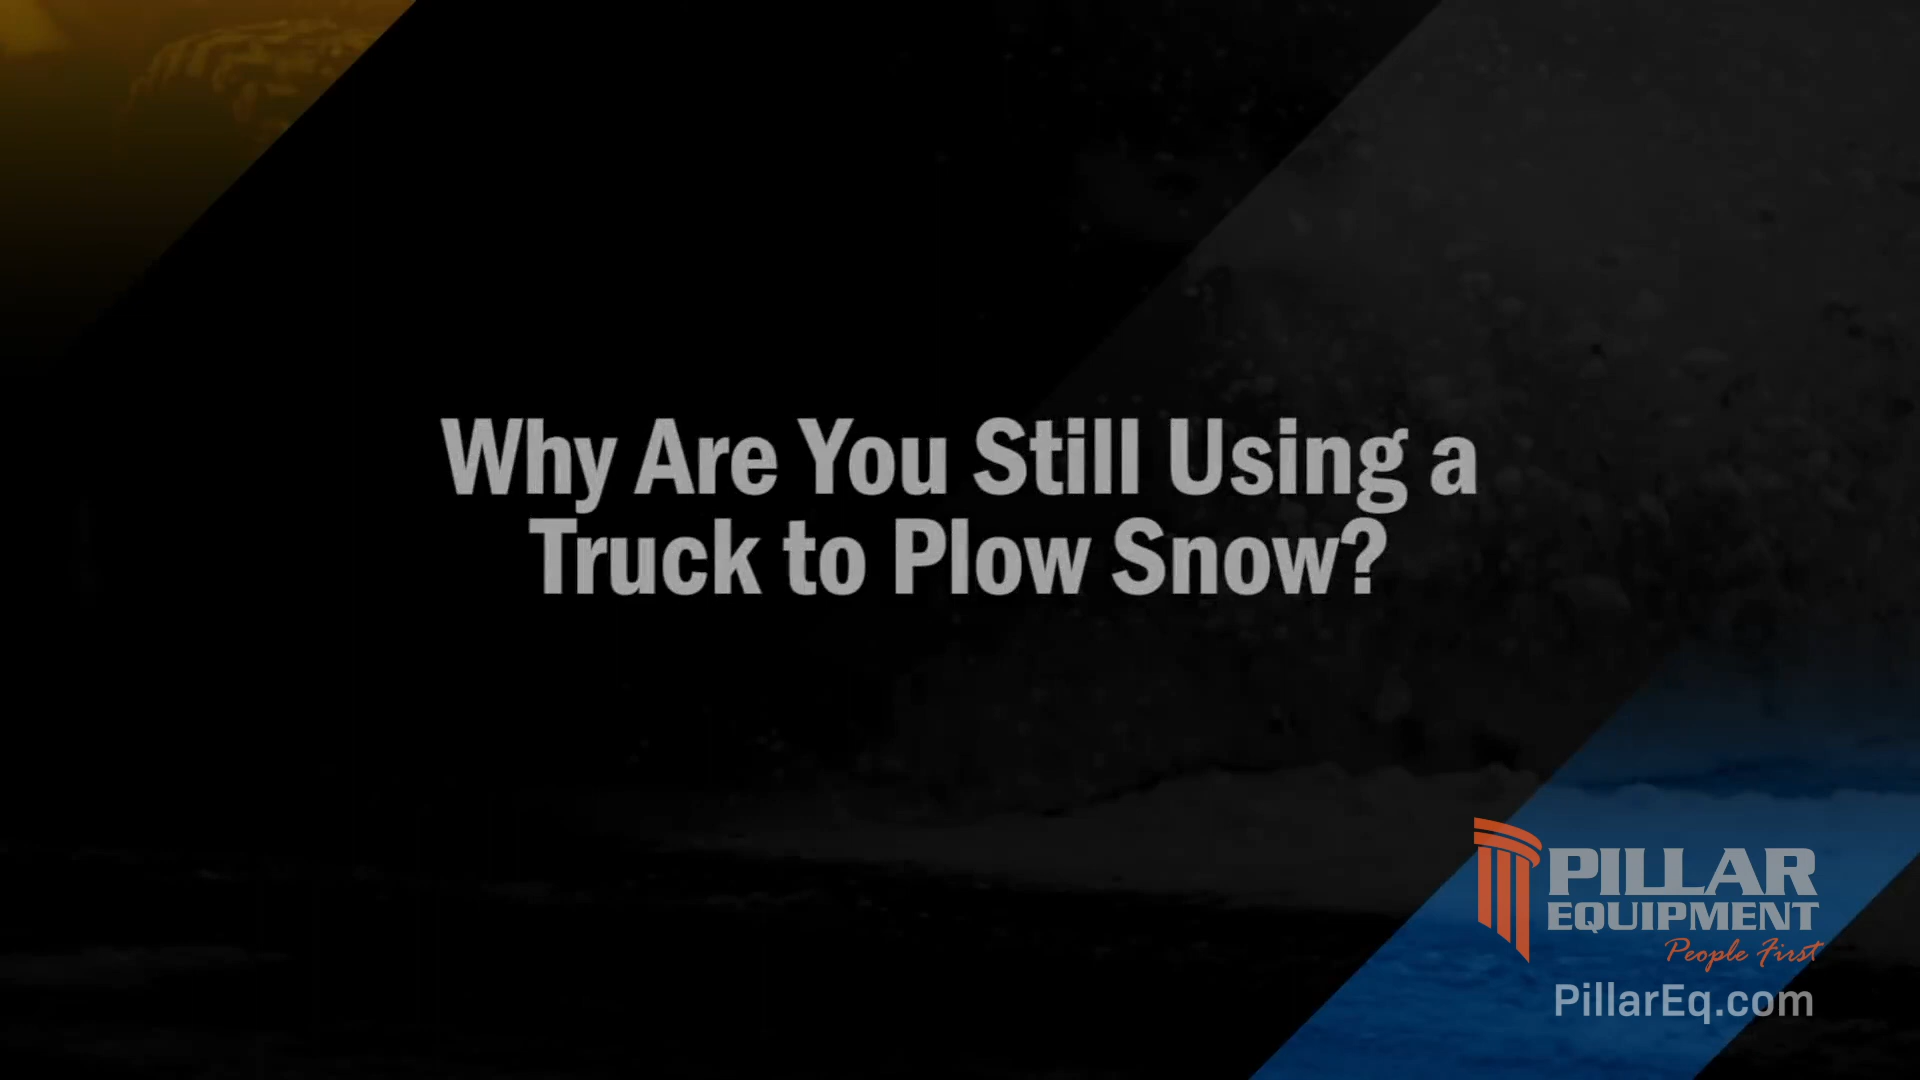 Why Are You Still Using a
Truck to Plow Snow?
PILLAR
EQUIPMENT
People First
PillarEq.com